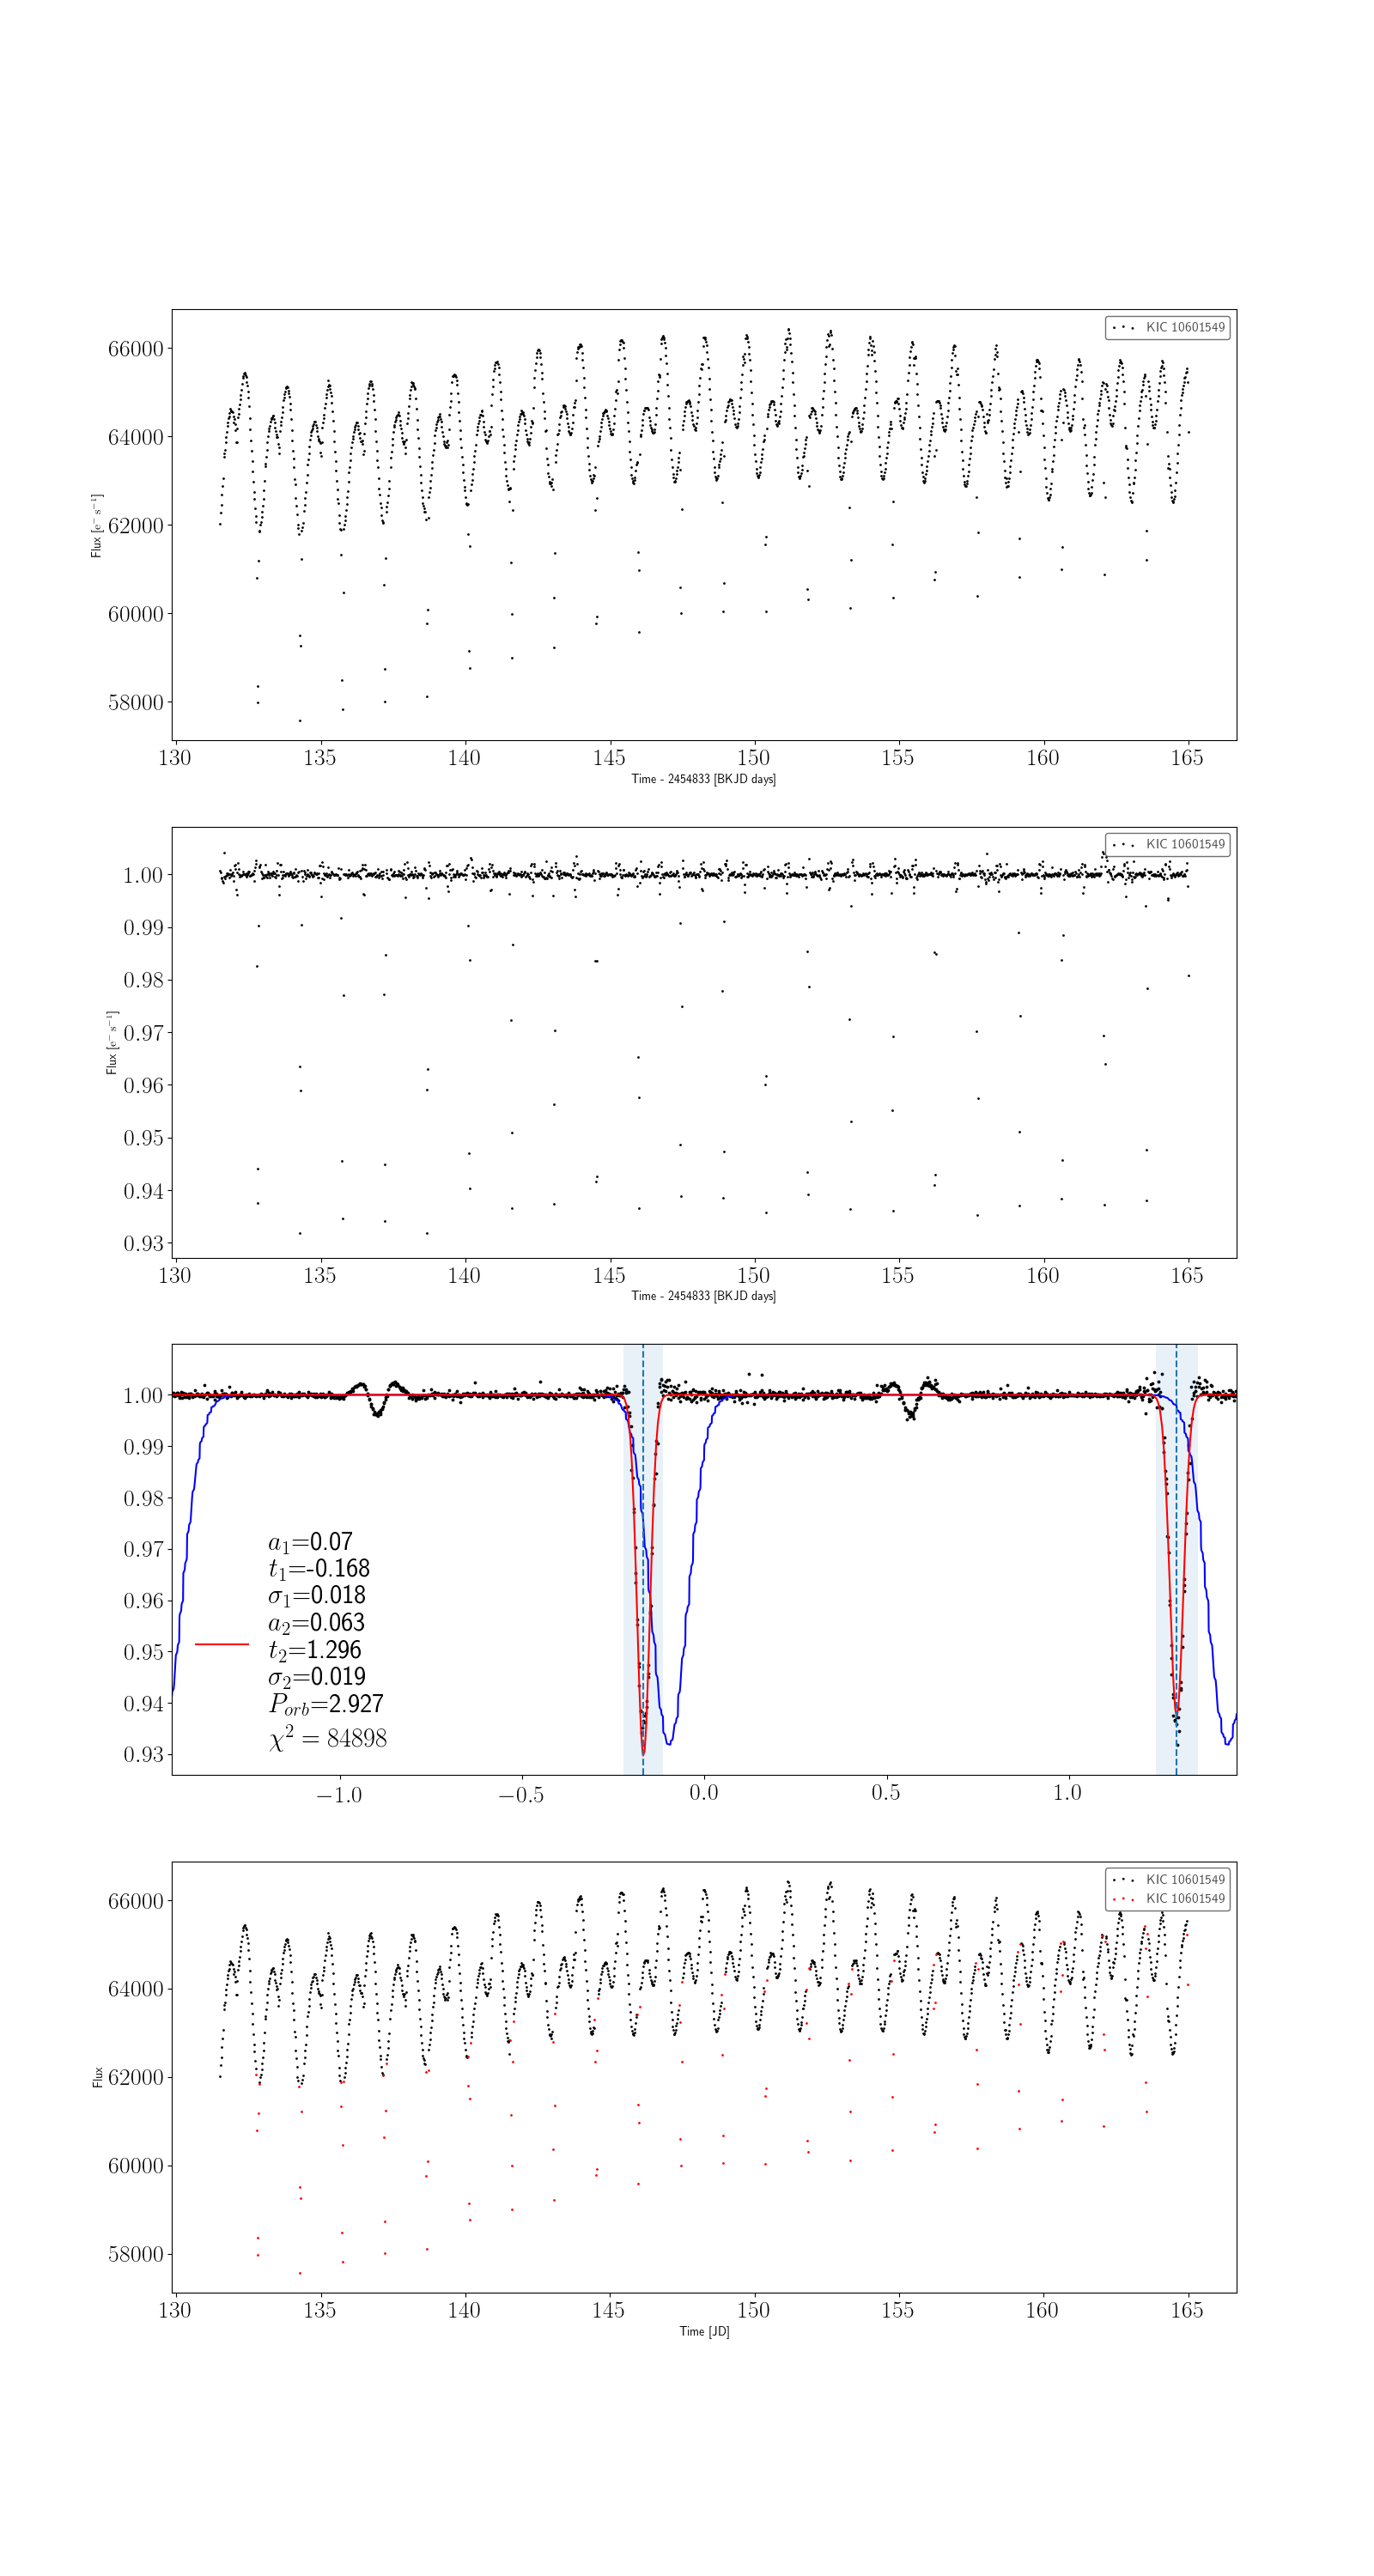 KIC 10601549
66000
64000
62000
60000
58000
Flux [e⁻ s⁻¹]
130 135 140 145 150 155 160 165
Time - 2454833 [BKJD days]
KIC 10601549
1.00
0.99
0.98
0.97
0.96
0.95
0.94
0.93
Flux [e⁻ s⁻¹]
130 135 140 145 150 155 160 165
Time - 2454833 [BKJD days]
1.00
0.99
0.98
0.97
0.96
0.95
0.94
0.93
a₁=0.07
t₁=-0.168
σ₁=0.018
a₂=0.063
t₂=1.296
σ₂=0.019
P_orb=2.927
χ² = 84898
−1.0 −0.5 0.0 0.5 1.0
KIC 10601549
KIC 10601549
66000
64000
62000
60000
58000
Flux
130 135 140 145 150 155 160 165
Time [JD]